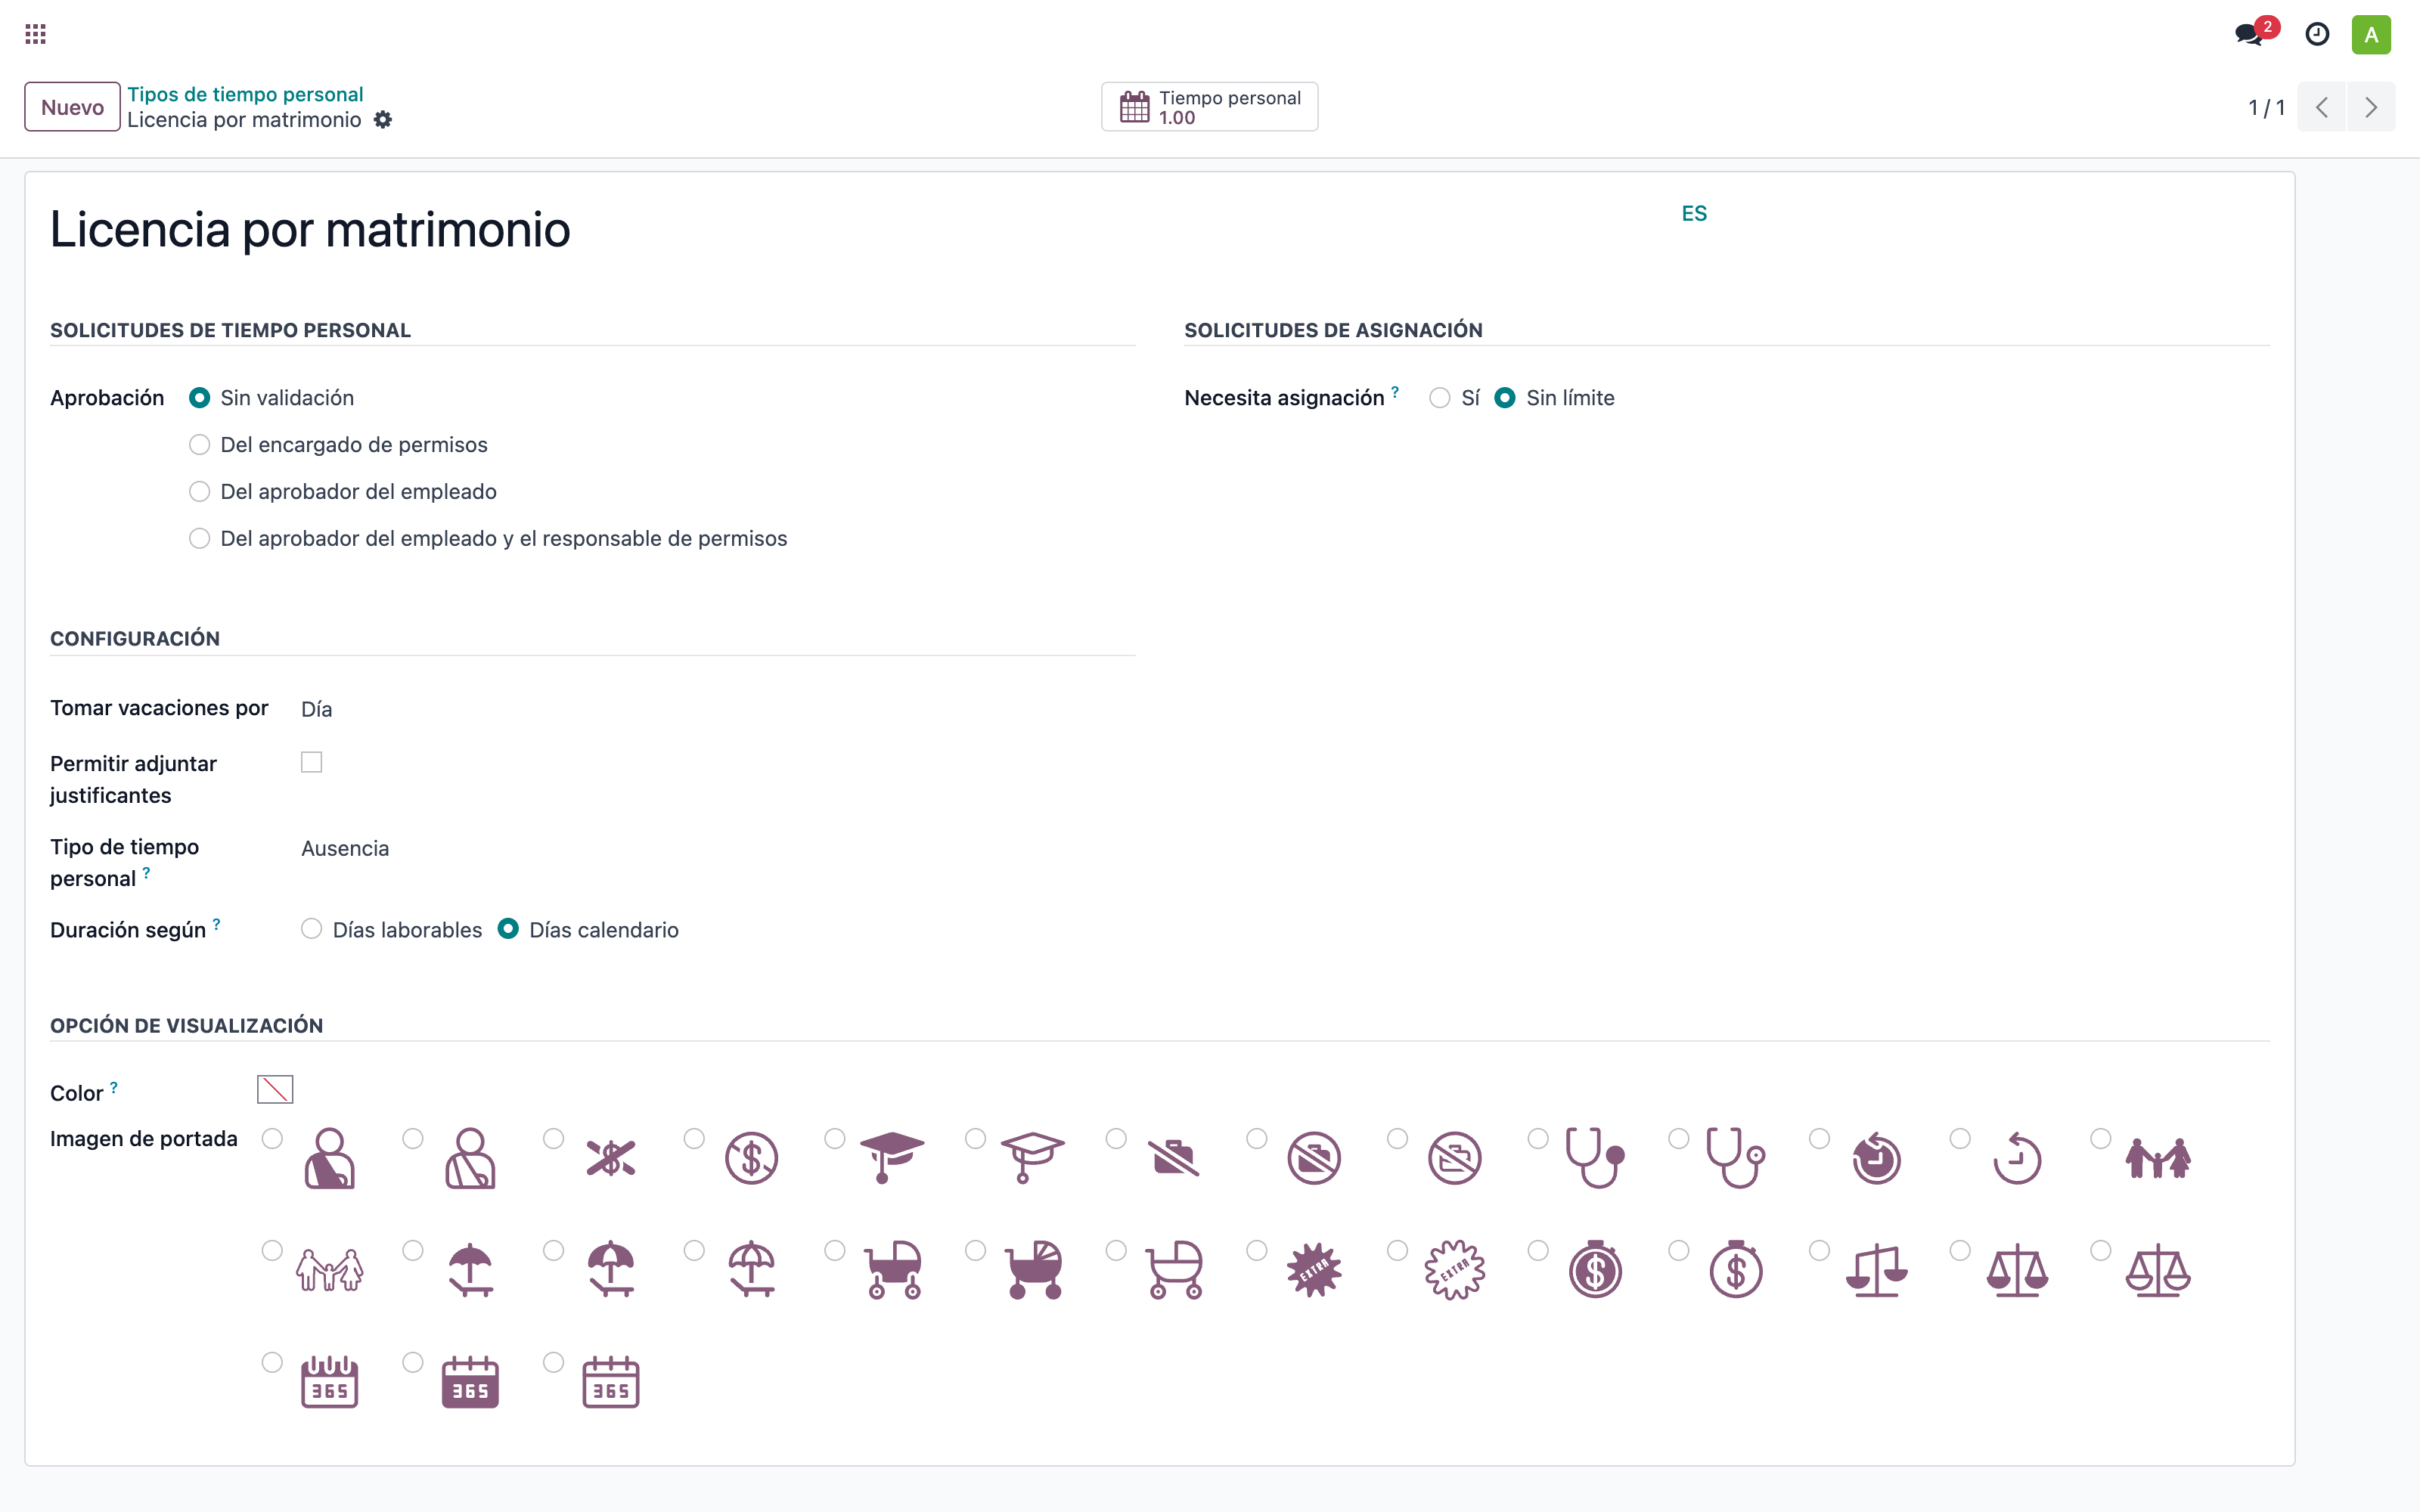 2
A
Nuevo
Tipos de tiempo personal
Licencia por matrimonio
Tiempo personal
1.00
1 / 1
Licencia por matrimonio
ES
SOLICITUDES DE TIEMPO PERSONAL
SOLICITUDES DE ASIGNACIÓN
Aprobación
Sin validación
Del encargado de permisos
Del aprobador del empleado
Del aprobador del empleado y el responsable de permisos
Necesita asignación ?
Sí
Sin límite
CONFIGURACIÓN
Tomar vacaciones por
Día
Permitir adjuntar
justificantes
Tipo de tiempo
personal ?
Ausencia
Duración según ?
Días laborables
Días calendario
OPCIÓN DE VISUALIZACIÓN
Color ?
Imagen de portada
$
$
EXTRA
EXTRA
$
$
365
365
365